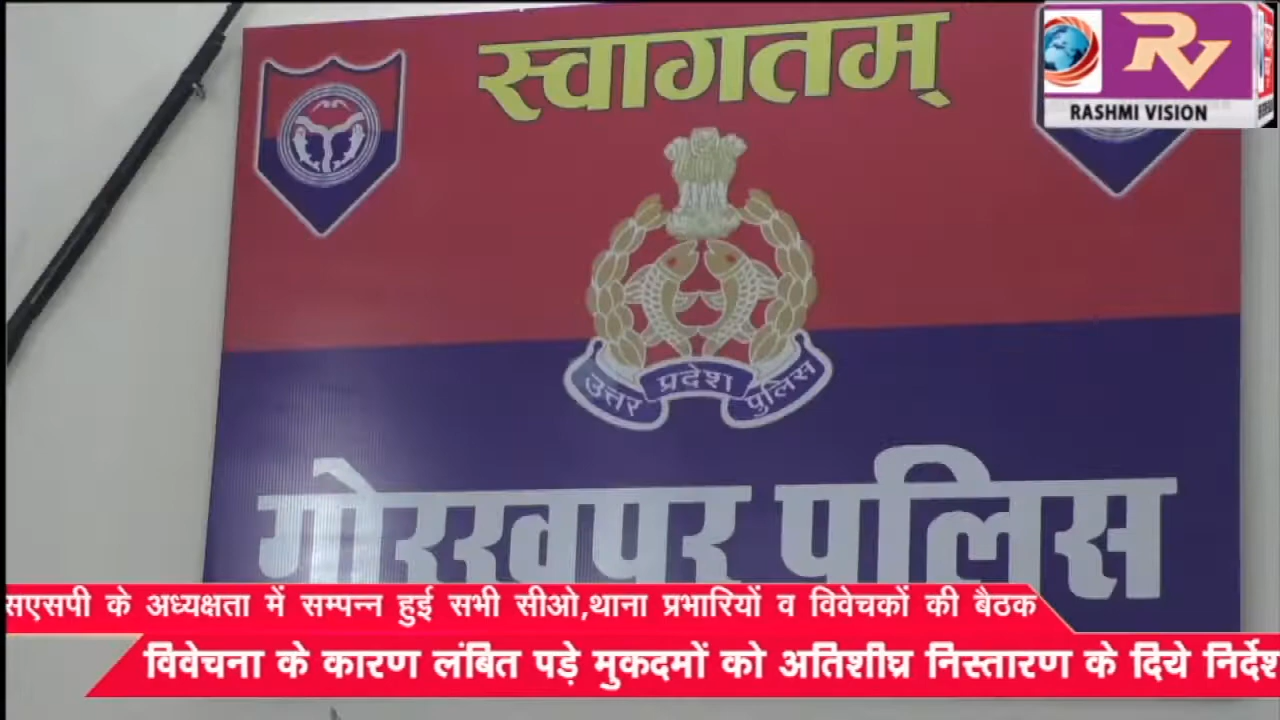 स्वागतम्
RV
RASHMI VISION
उत्तर प्रदेश पुलिस
गोरखपुर पुलिस
सएसपी के अध्यक्षता में सम्पन्न हुई सभी सीओ,थाना प्रभारियों व विवेचकों की बैठक
विवेचना के कारण लंबित पड़े मुकदमों को अतिशीघ्र निस्तारण के दिये निर्देश